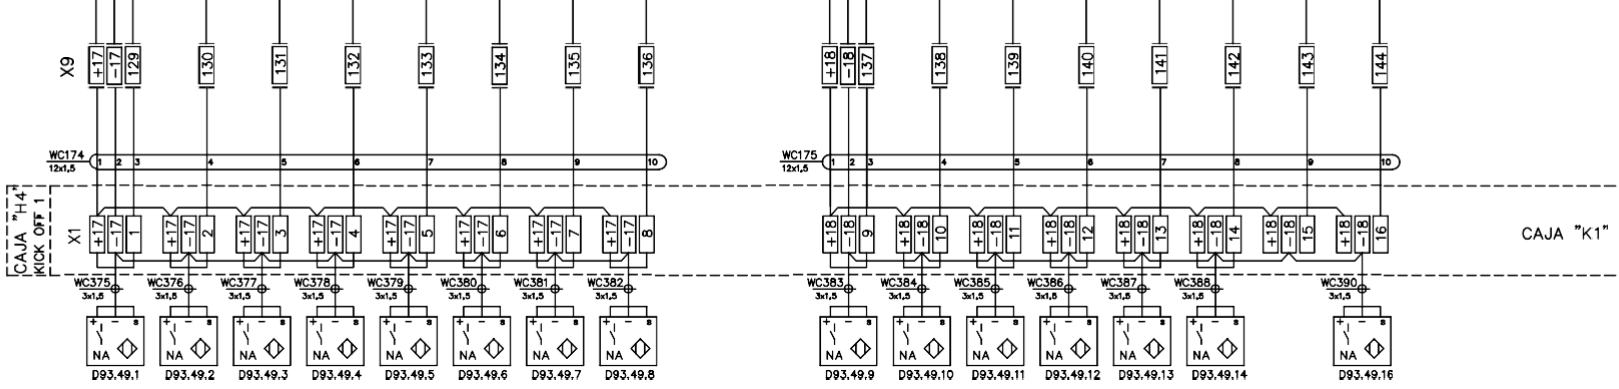 X9
+17 -17 129 130 131 132 133 134 135 136
+18 -18 137 138 139 140 141 142 143 144
WC174
12x1,5
1 2 3 4 5 6 7 8 9 10
WC175
12x1,5
1 2 3 4 5 6 7 8 9 10
CAJA "H4"
KICK OFF 1
X1
+17 -17 1 +17 -17 2 +17 -17 3 +17 -17 4 +17 -17 5 +17 -17 6 +17 -17 7 +17 -17 8
+18 -18 9 +18 -18 10 +18 -18 11 +18 -18 12 +18 -18 13 +18 -18 14 +18 -18 15 +18 -18 16
CAJA "K1"
WC375 WC376 WC377 WC378 WC379 WC380 WC381 WC382 WC383 WC384 WC385 WC386 WC387 WC388 WC390
3x1,5 3x1,5 3x1,5 3x1,5 3x1,5 3x1,5 3x1,5 3x1,5 3x1,5 3x1,5 3x1,5 3x1,5 3x1,5 3x1,5 3x1,5
+ - s + - s + - s + - s + - s + - s + - s + - s + - s + - s + - s + - s + - s + - s + - s
NA NA NA NA NA NA NA NA NA NA NA NA NA NA NA
D93.49.1 D93.49.2 D93.49.3 D93.49.4 D93.49.5 D93.49.6 D93.49.7 D93.49.8 D93.49.9 D93.49.10 D93.49.11 D93.49.12 D93.49.13 D93.49.14 D93.49.16